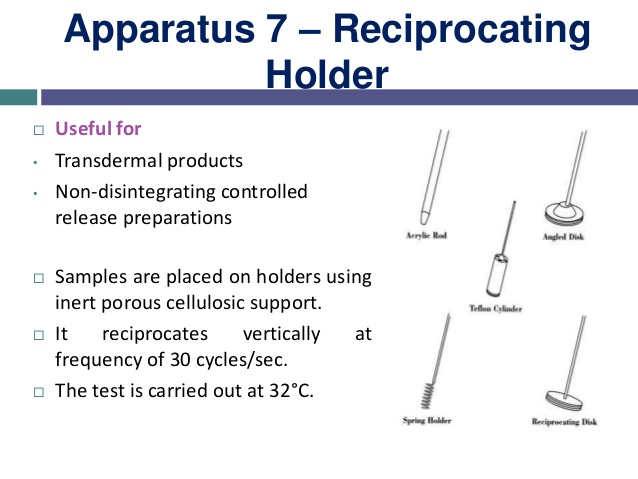 Apparatus 7 – Reciprocating
Holder
Useful for
Transdermal products
Non-disintegrating controlled
release preparations
Samples are placed on holders using
inert porous cellulosic support.
It reciprocates vertically at
frequency of 30 cycles/sec.
The test is carried out at 32°C.
Acrylic Rod
Angled Disk
Teflon Cylinder
Spring Holder
Reciprocating Disk